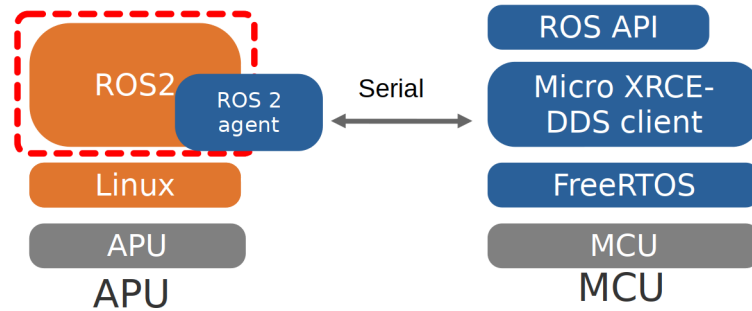 ROS2
ROS 2
agent
Linux
APU
APU
Serial
ROS API
Micro XRCE-
DDS client
FreeRTOS
MCU
MCU